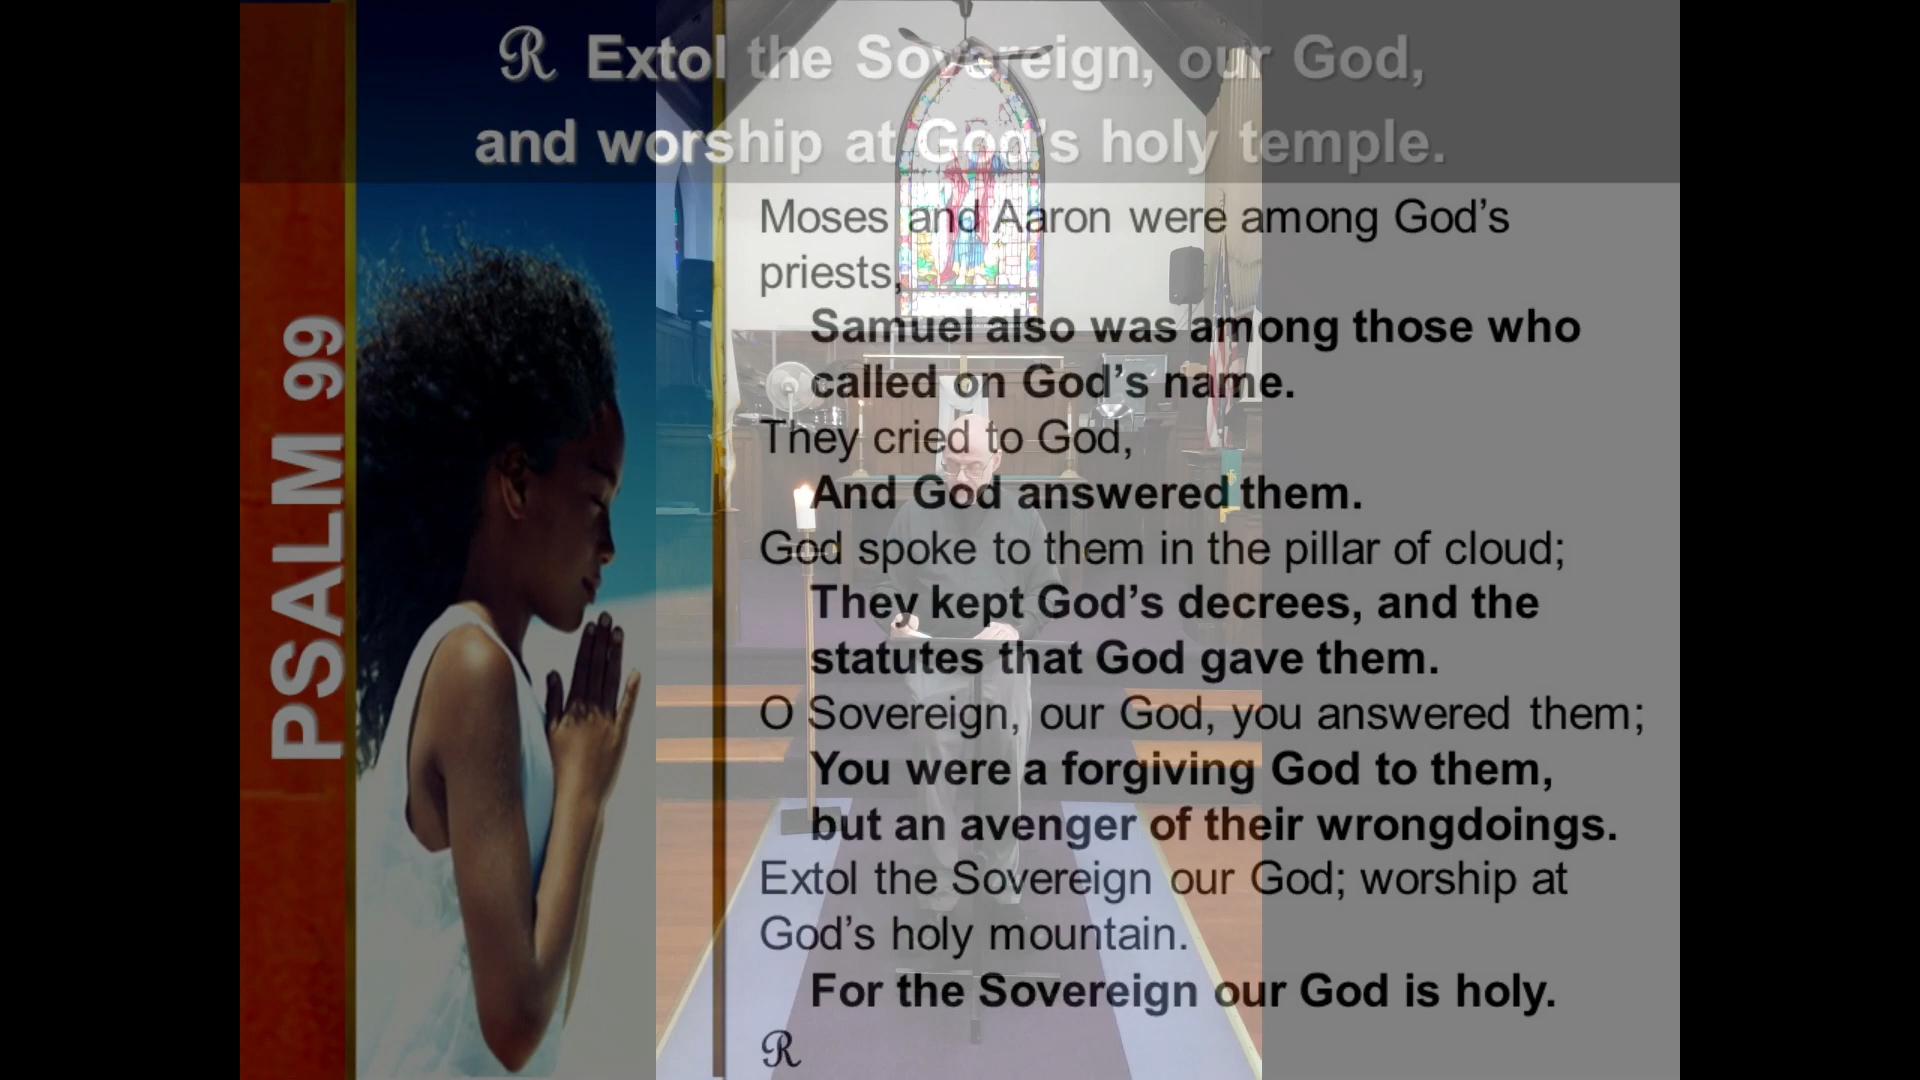 ℛ Extol the Sovereign, our God,
and worship at God’s holy temple.
PSALM 99
Moses and Aaron were among God’s
priests,
Samuel also was among those who
called on God’s name.
They cried to God,
And God answered them.
God spoke to them in the pillar of cloud;
They kept God’s decrees, and the
statutes that God gave them.
O Sovereign, our God, you answered them;
You were a forgiving God to them,
but an avenger of their wrongdoings.
Extol the Sovereign our God; worship at
God’s holy mountain.
For the Sovereign our God is holy.
ℛ